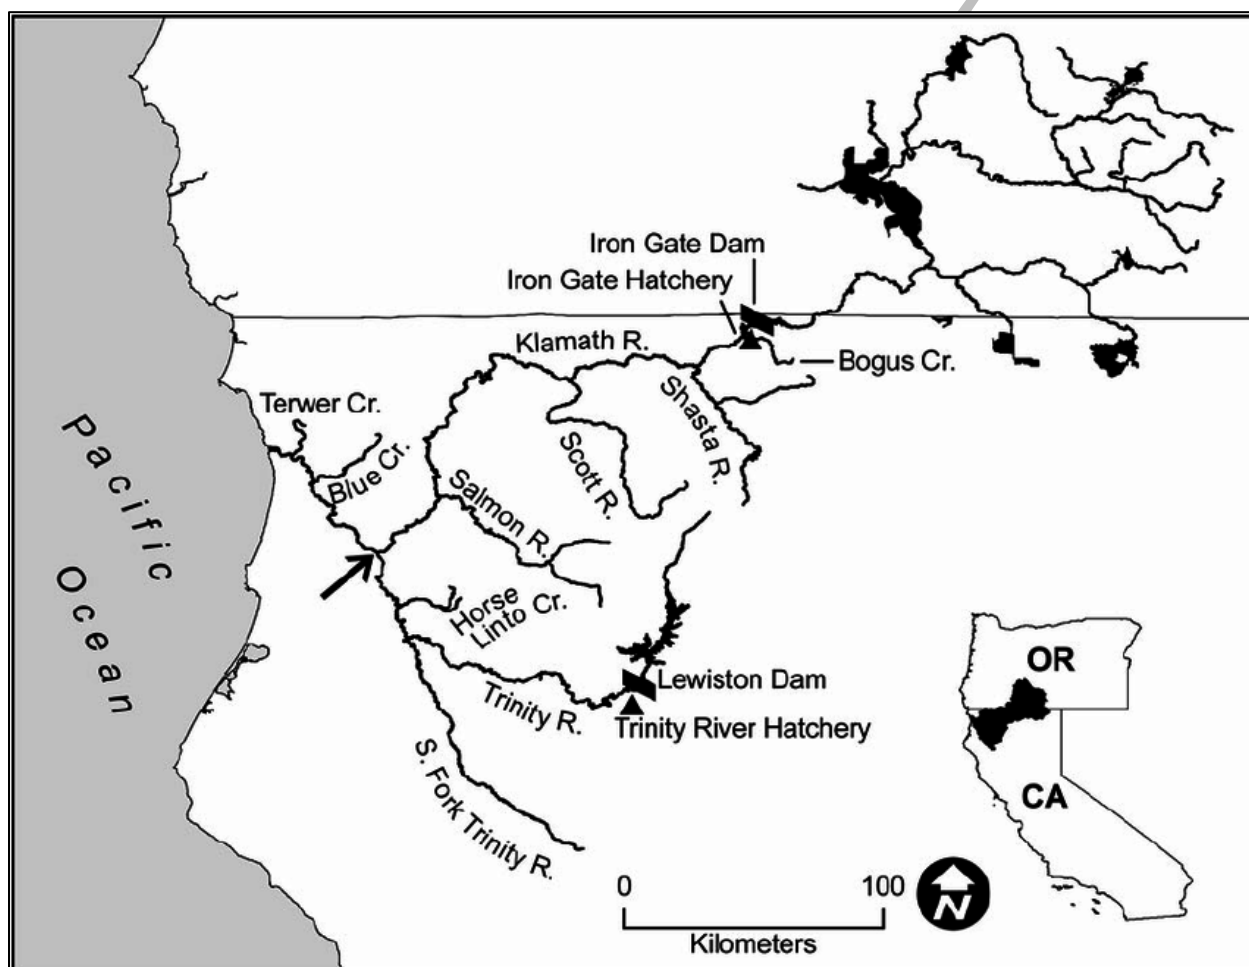 Iron Gate Dam
Iron Gate Hatchery
Klamath R.
Bogus Cr.
Terwer Cr.
Shasta R.
Blue Cr.
Scott R.
Salmon R.
Pacific
Ocean
Horse
Linto Cr.
Lewiston Dam
Trinity R.
Trinity River Hatchery
S. Fork Trinity R.
OR
CA
0 100
Kilometers
N